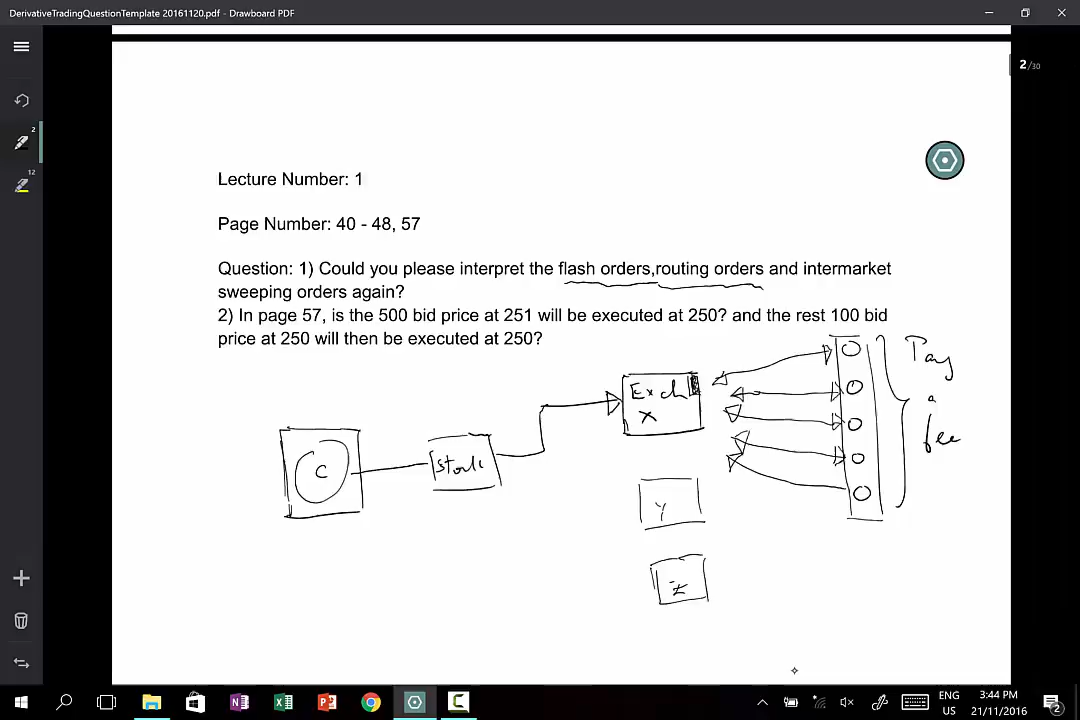 DerivativeTradingQuestionTemplate 20161120.pdf - Drawboard PDF
2 /30
2
12
Lecture Number: 1
Page Number: 40 - 48, 57
Question: 1) Could you please interpret the flash orders,routing orders and intermarket
sweeping orders again?
2) In page 57, is the 500 bid price at 251 will be executed at 250? and the rest 100 bid
price at 250 will then be executed at 250?
Pay
a
fee
Exch
X
C
Y
Z
ENG
US
3:44 PM
21/11/2016
2